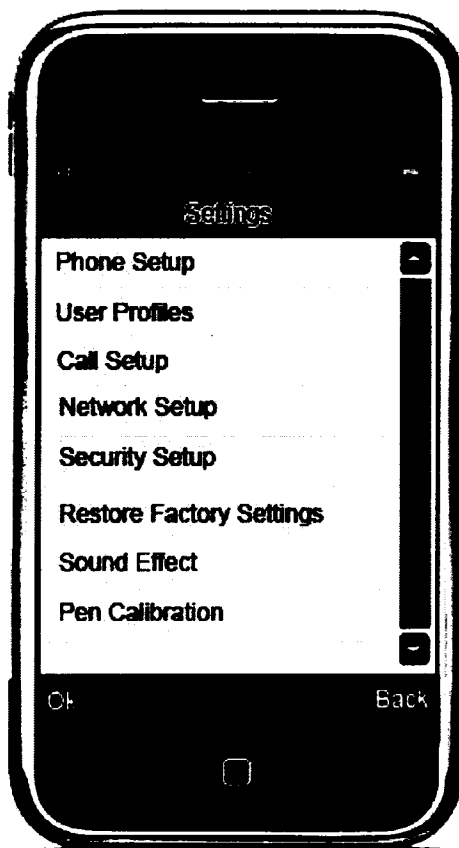 Settings
Phone Setup
User Profiles
Call Setup
Network Setup
Security Setup
Restore Factory Settings
Sound Effect
Pen Calibration
Ok
Back